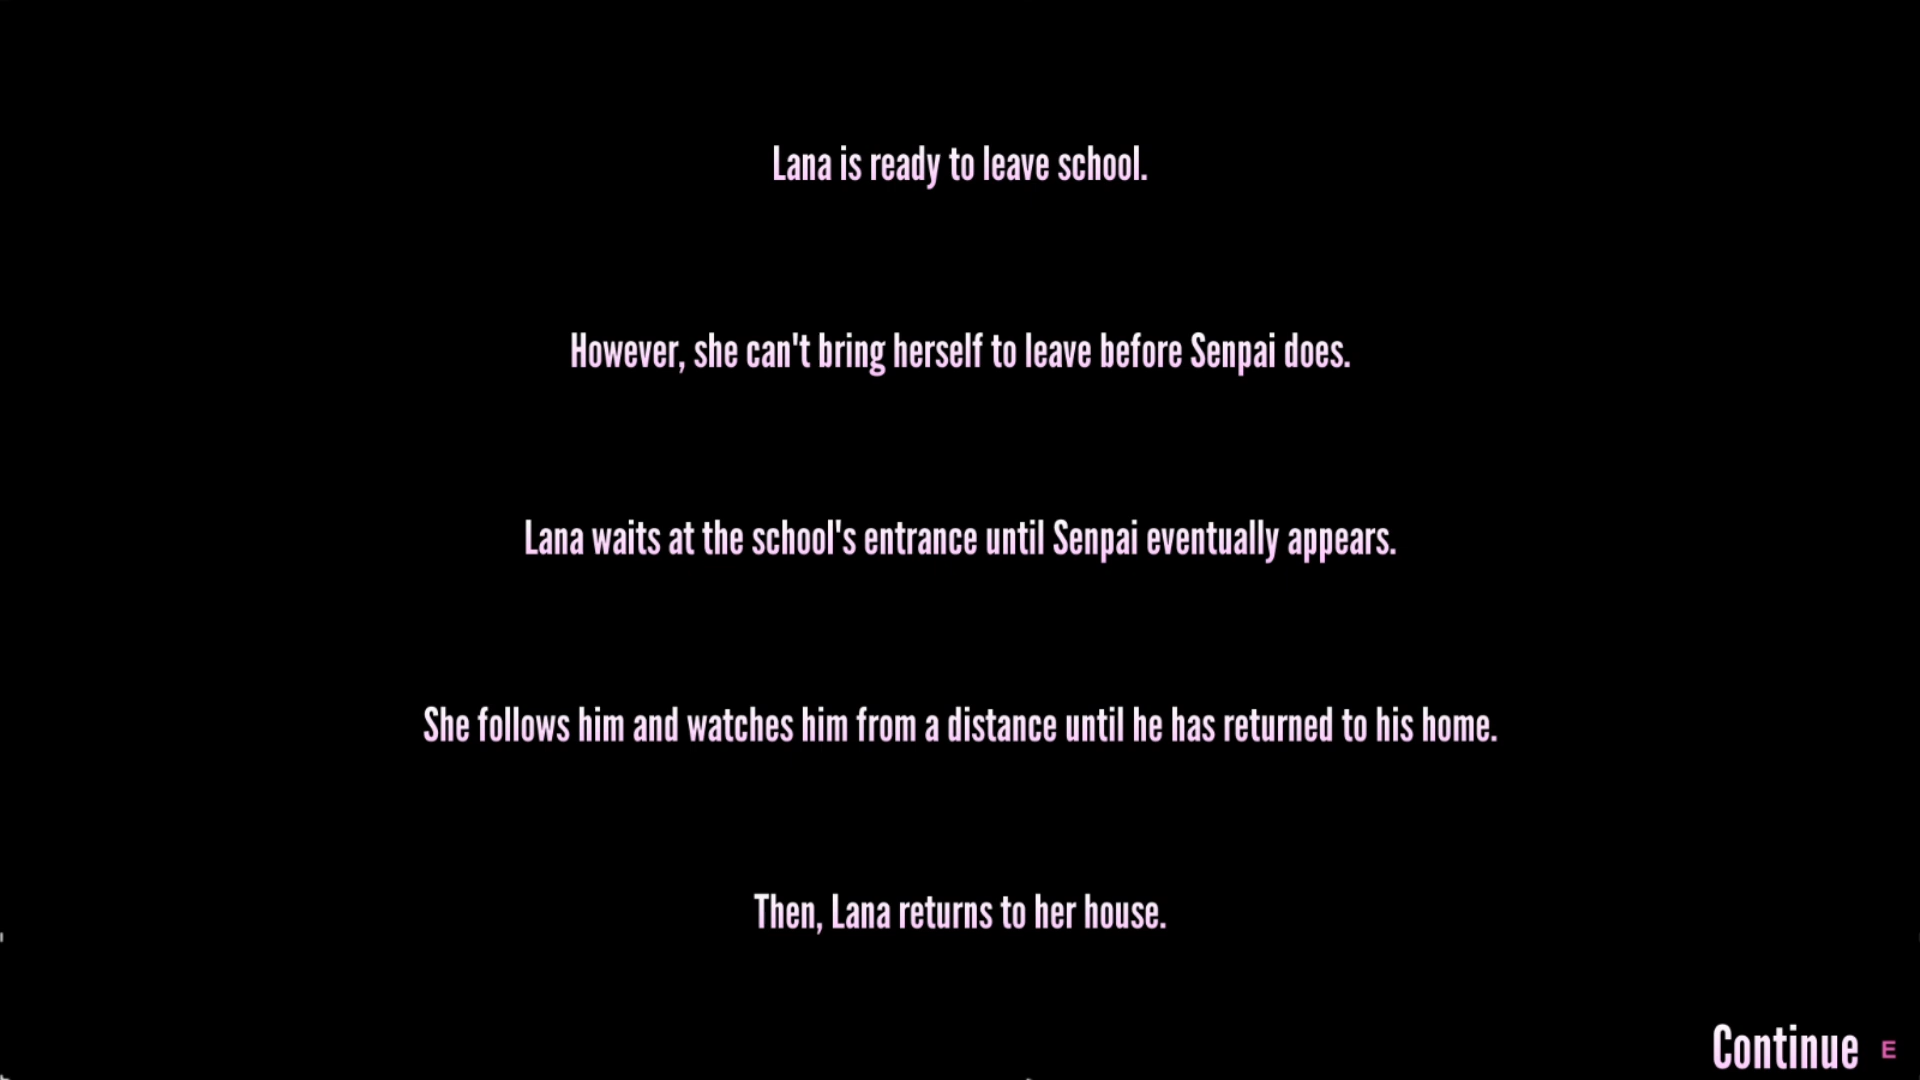 Lana is ready to leave school.
However, she can't bring herself to leave before Senpai does.
Lana waits at the school's entrance until Senpai eventually appears.
She follows him and watches him from a distance until he has returned to his home.
Then, Lana returns to her house.
Continue E